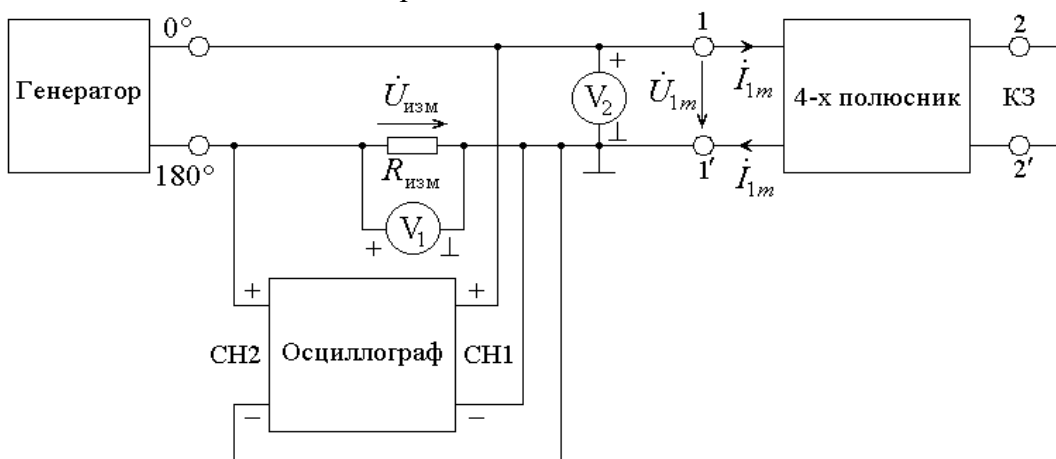 0°
1
2
Генератор
U̇изм
V2
+
⊥
U̇1m
İ1m
4-х полюсник
КЗ
180°
Rизм
1′
İ1m
2′
+
V1
⊥
+
+
CH2
Осциллограф
CH1
−
−